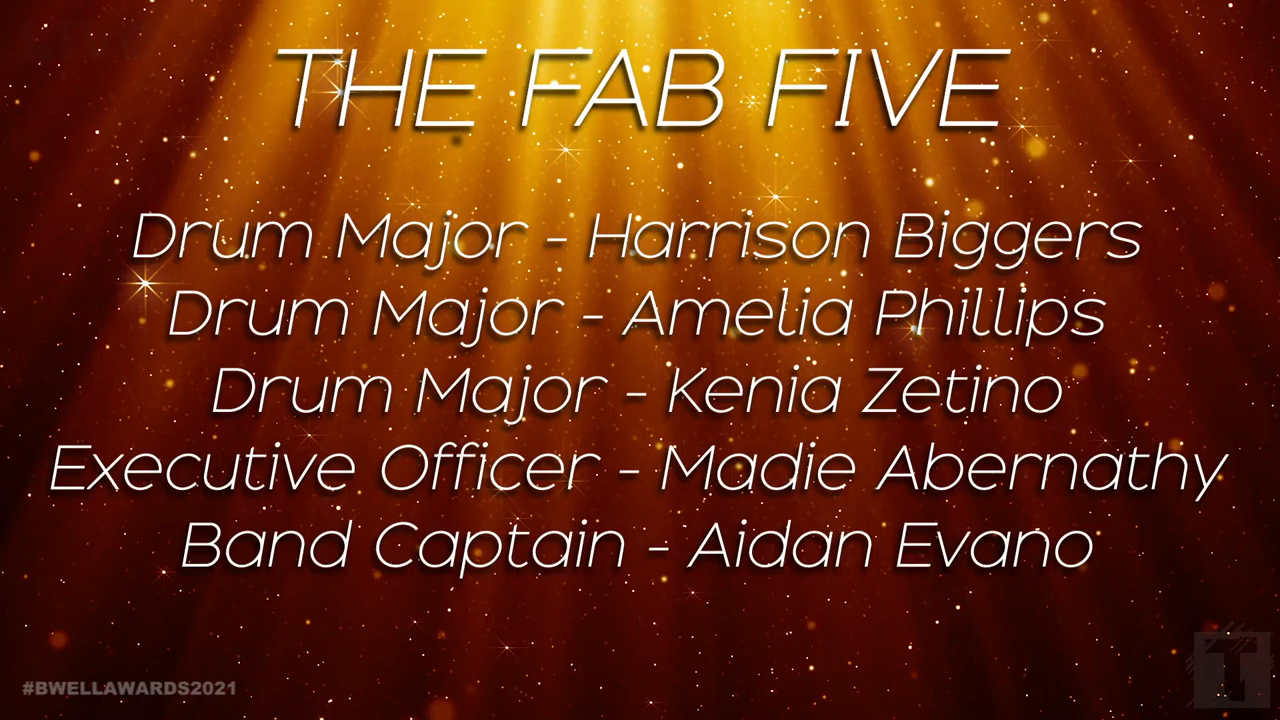 THE FAB FIVE
Drum Major - Harrison Biggers
Drum Major - Amelia Phillips
Drum Major - Kenia Zetino
Executive Officer - Madie Abernathy
Band Captain - Aidan Evano
#BWELLAWARDS2021
T